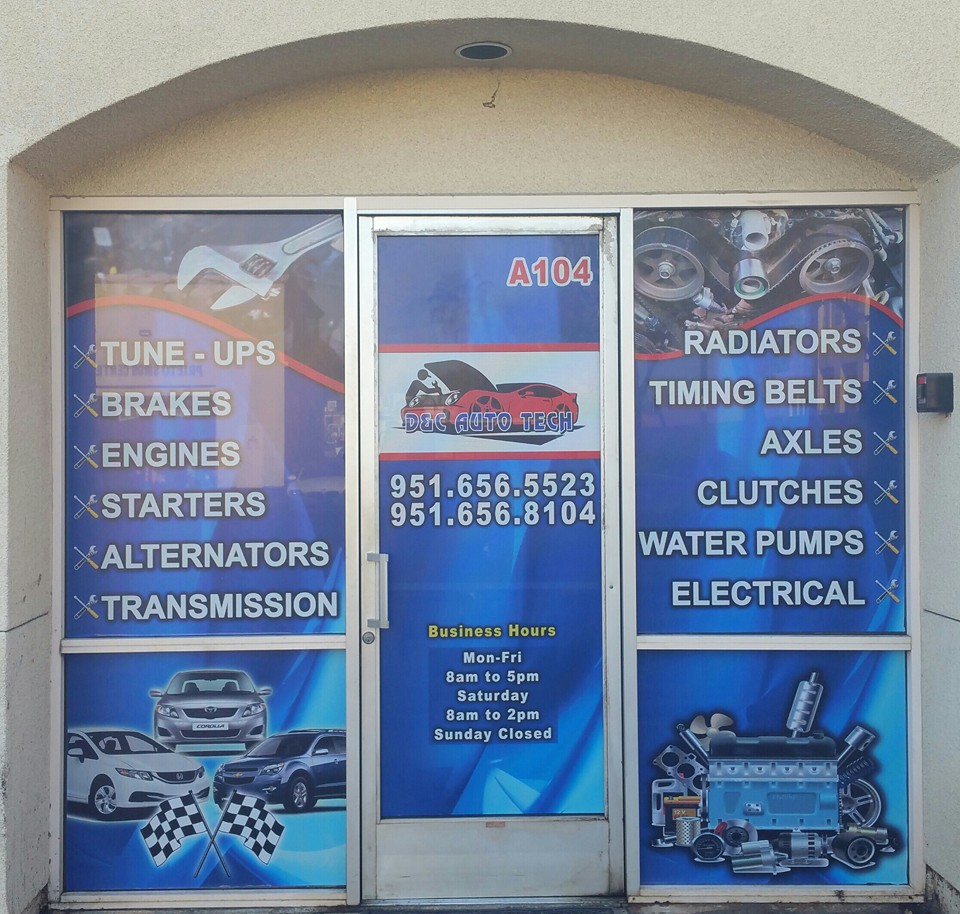 TUNE - UPS
BRAKES
ENGINES
STARTERS
ALTERNATORS
TRANSMISSION
COROLLA
A104
D&C AUTO TECH
951.656.5523
951.656.8104
Business Hours
Mon-Fri
8am to 5pm
Saturday
8am to 2pm
Sunday Closed
RADIATORS
TIMING BELTS
AXLES
CLUTCHES
WATER PUMPS
ELECTRICAL
12V